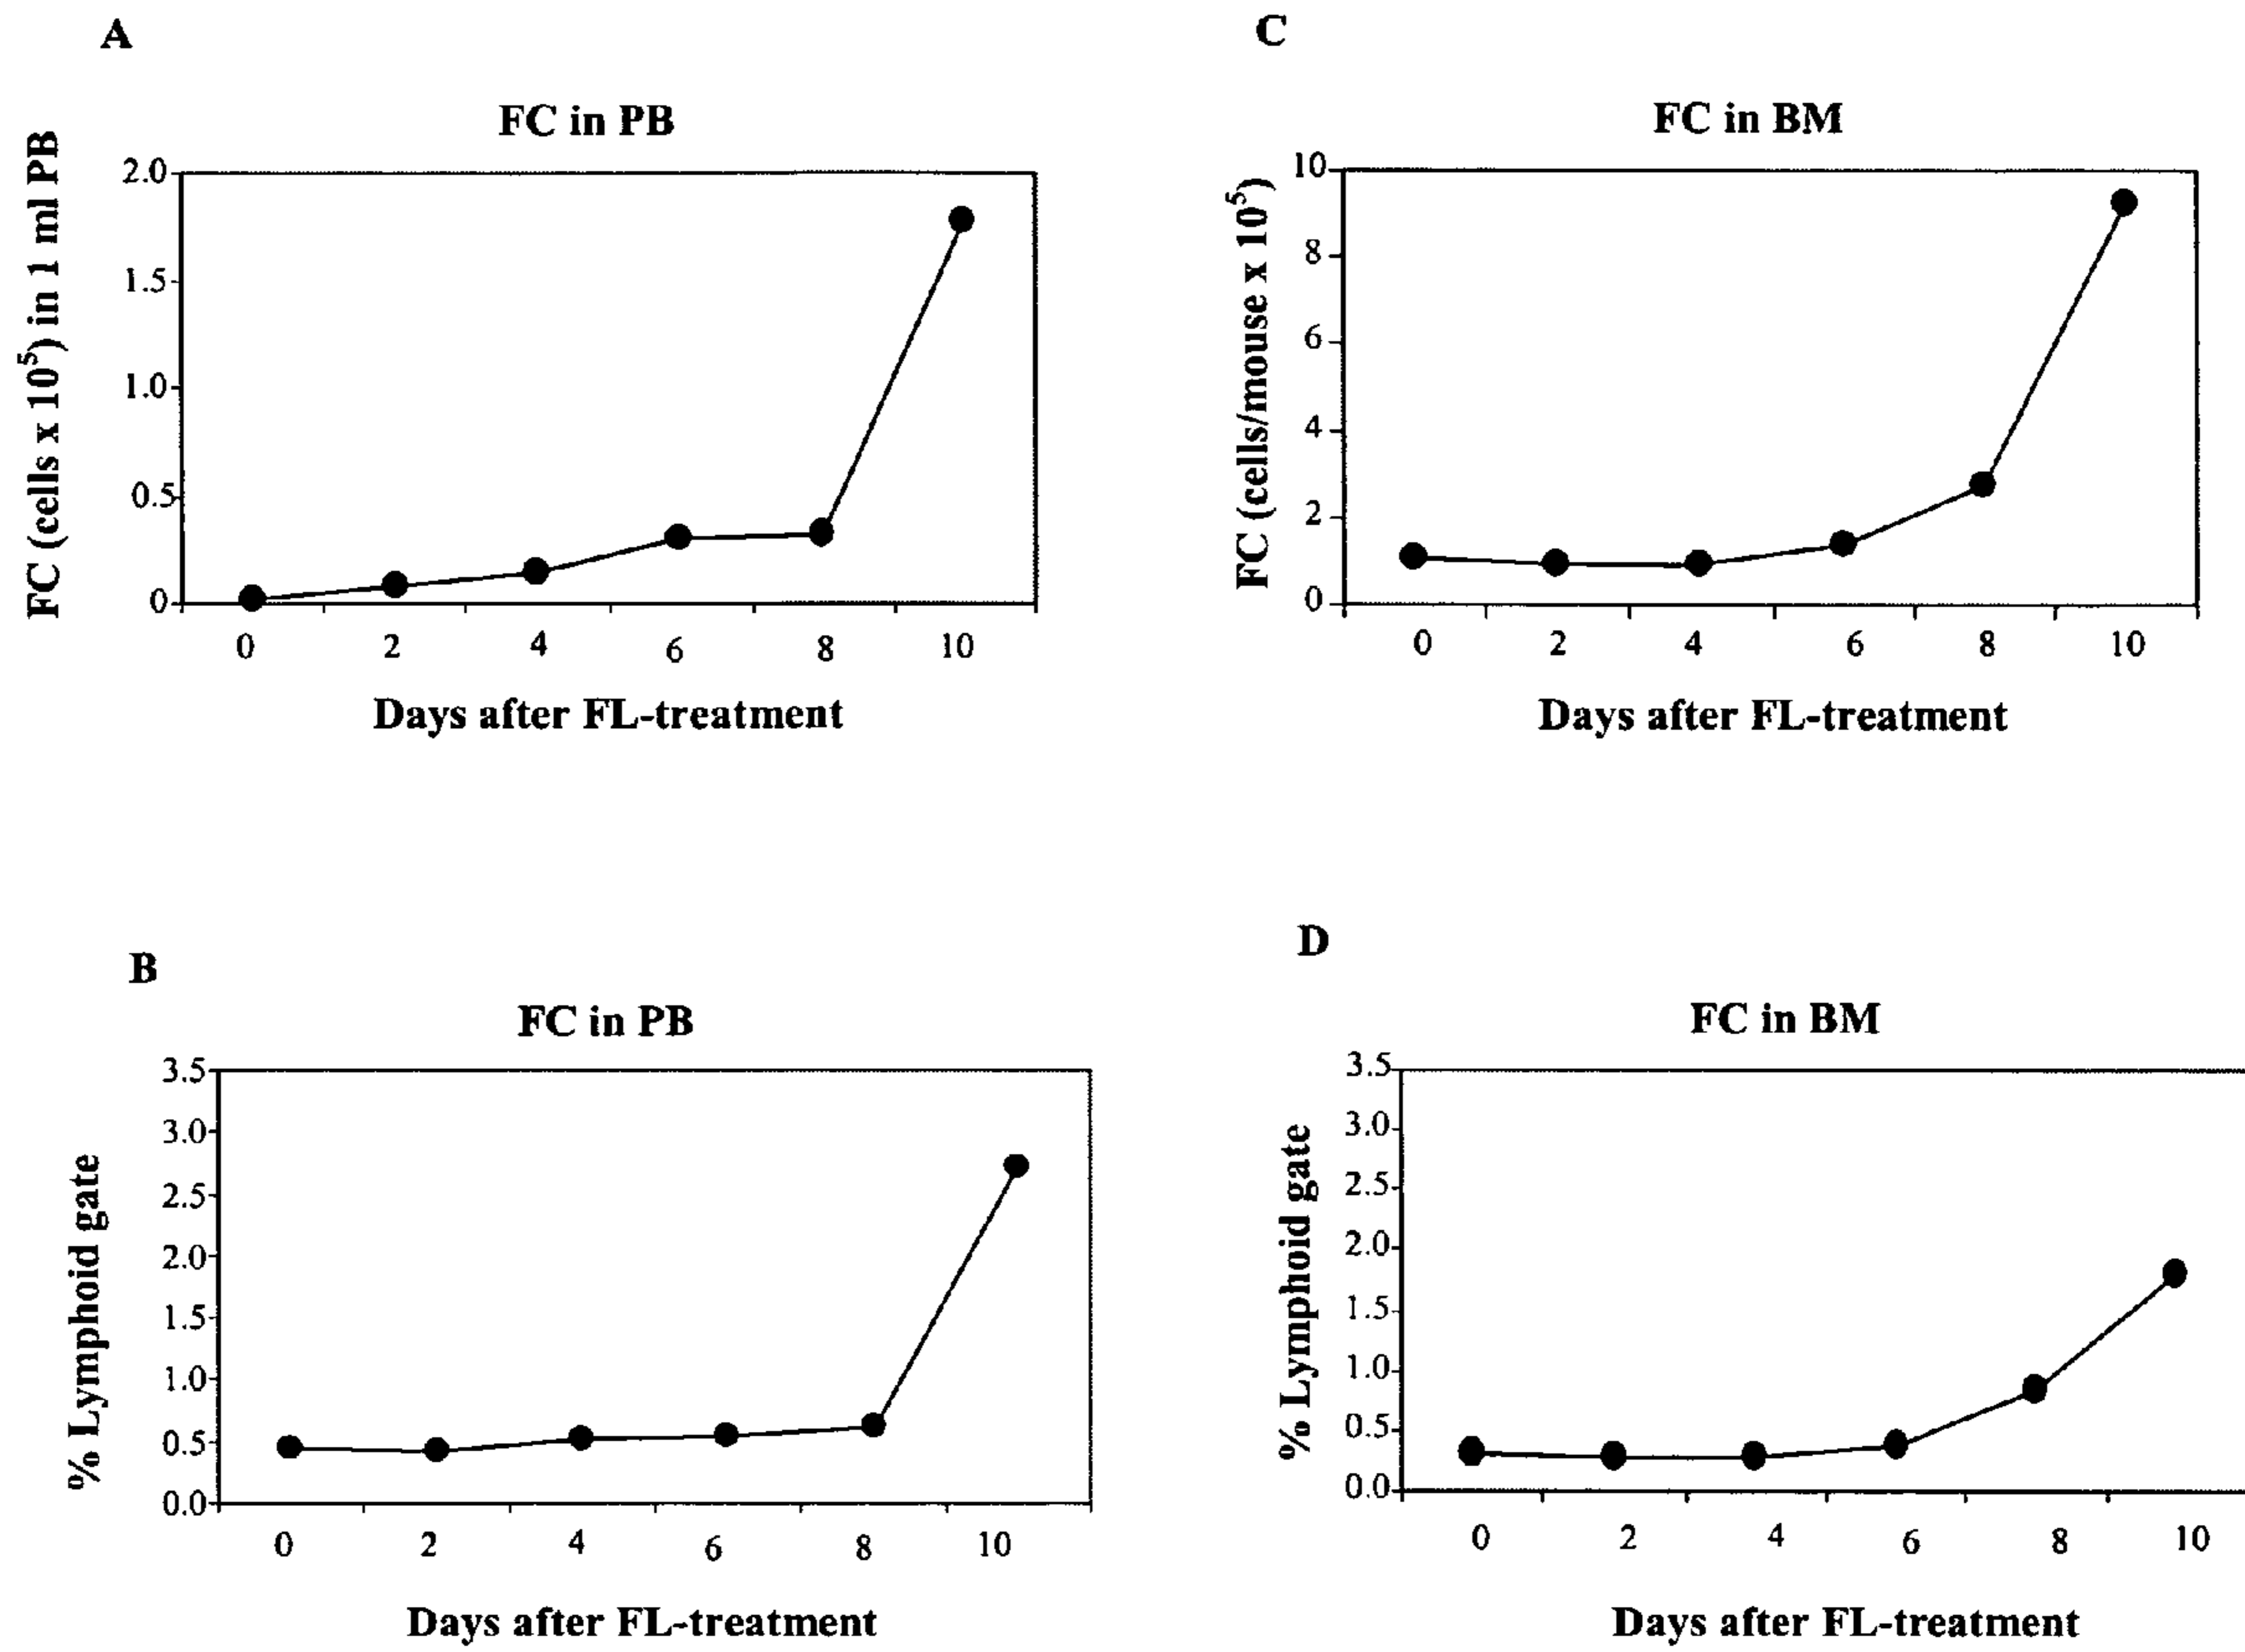 A
FC in PB
FC (cells x 10⁵) in 1 ml PB
2.0
1.5
1.0
0.5
0
0 2 4 6 8 10
Days after FL-treatment
C
FC in BM
FC (cells/mouse x 10⁵)
10
8
6
4
2
0
0 2 4 6 8 10
Days after FL-treatment
B
FC in PB
% Lymphoid gate
3.5
3.0
2.5
2.0
1.5
1.0
0.5
0.0
0 2 4 6 8 10
Days after FL-treatment
D
FC in BM
% Lymphoid gate
3.5
3.0
2.5
2.0
1.5
1.0
0.5
0.0
0 2 4 6 8 10
Days after FL-treatment